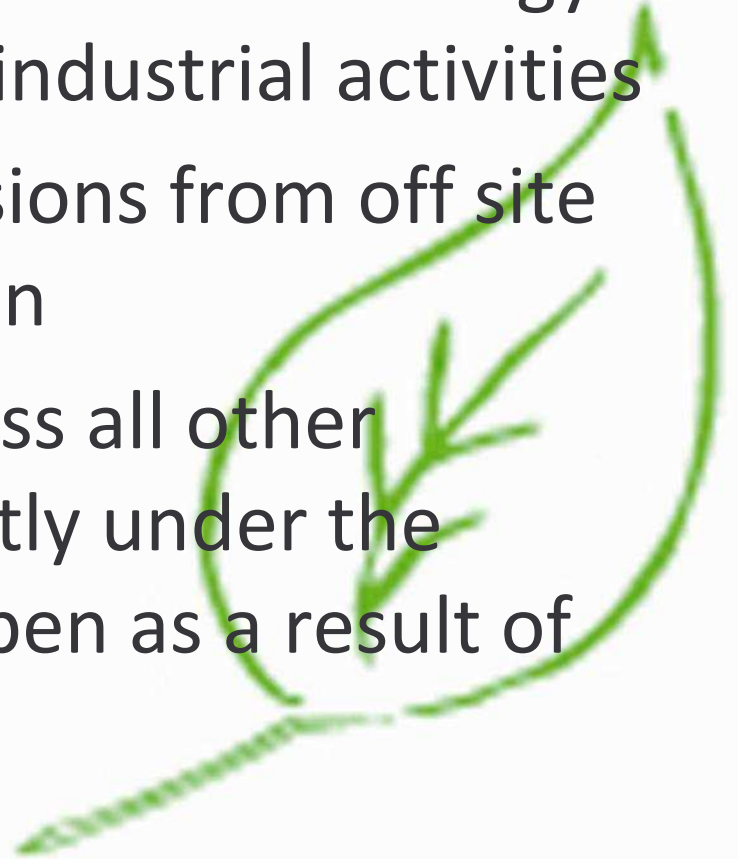 industrial activities
sions from off site
n
ss all other
tly under the
pen as a result of